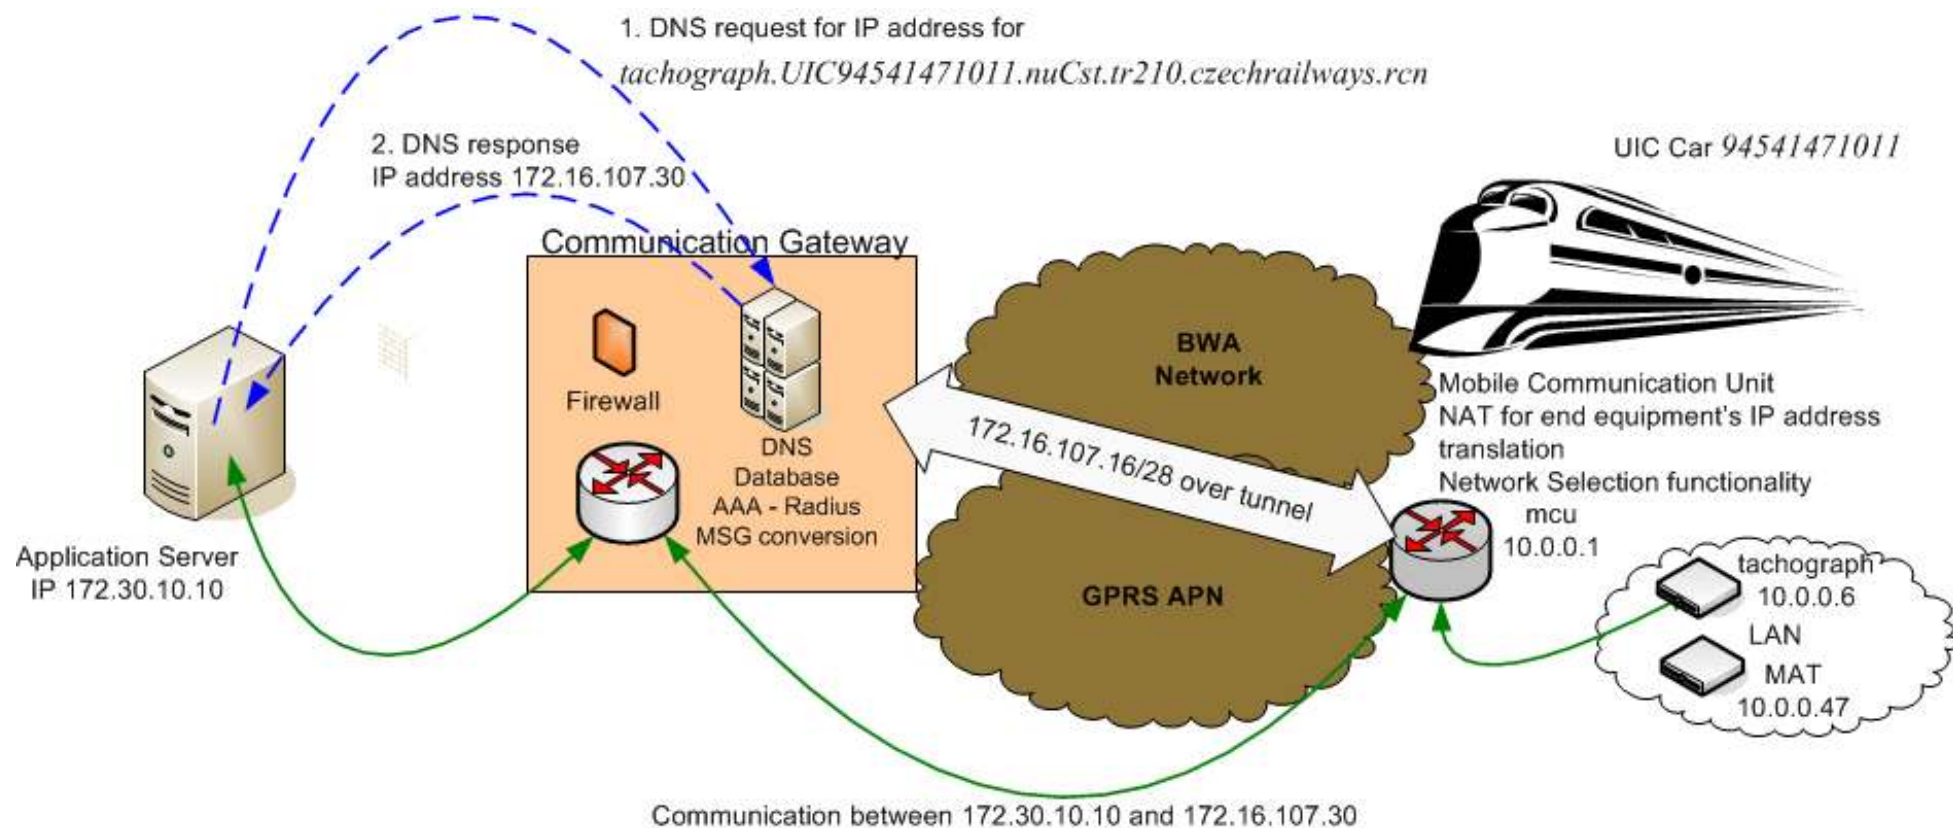 1. DNS request for IP address for
tachograph.UIC94541471011.nuCst.tr210.czechrailways.rcn
2. DNS response
IP address 172.16.107.30
UIC Car 94541471011
Communication Gateway
Firewall
DNS
Database
AAA - Radius
MSG conversion
BWA
Network
172.16.107.16/28 over tunnel
GPRS APN
Mobile Communication Unit
NAT for end equipment's IP address
translation
Network Selection functionality
mcu
10.0.0.1
tachograph
10.0.0.6
LAN
MAT
10.0.0.47
Application Server
IP 172.30.10.10
Communication between 172.30.10.10 and 172.16.107.30